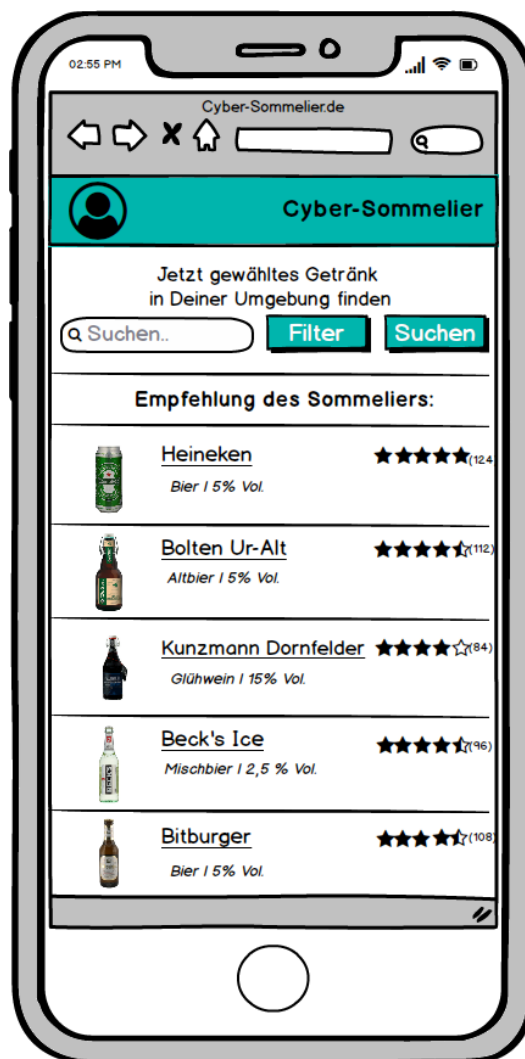 02:55 PM
Cyber-Sommelier.de
Cyber-Sommelier
Jetzt gewähltes Getränk
in Deiner Umgebung finden
Suchen..
Filter
Suchen
Empfehlung des Sommeliers:
Heineken
(124
Bier | 5% Vol.
Bolten Ur-Alt
(112)
Altbier | 5% Vol.
Kunzmann Dornfelder
(84)
Glühwein | 15% Vol.
Beck's Ice
(96)
Mischbier | 2,5 % Vol.
BECK'S
Bitburger
(108)
Bier | 5% Vol.